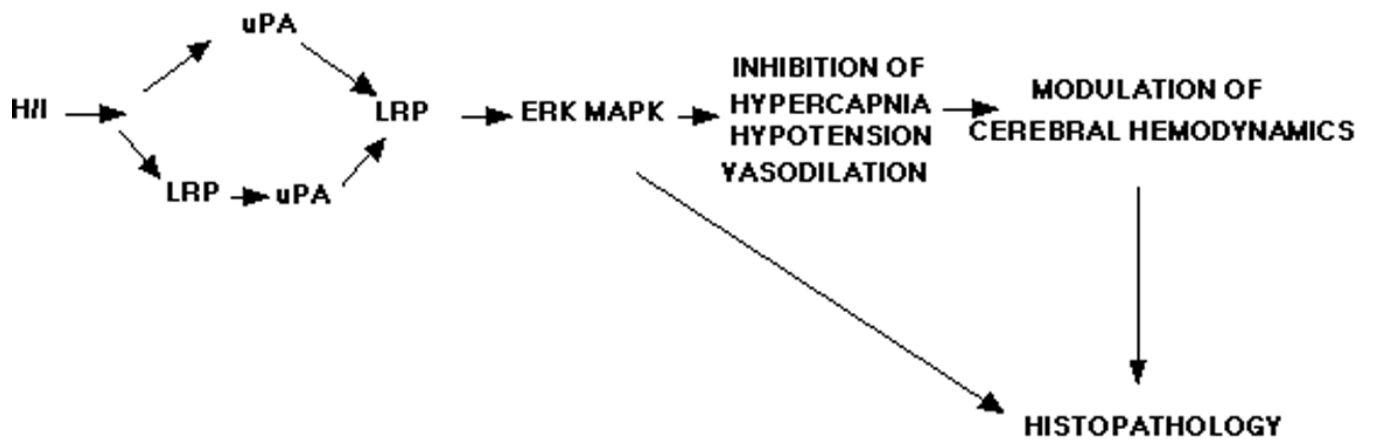 uPA
H/I
LRP
ERK MAPK
LRP
uPA
INHIBITION OF
HYPERCAPNIA
HYPOTENSION
VASODILATION
MODULATION OF
CEREBRAL HEMODYNAMICS
HISTOPATHOLOGY